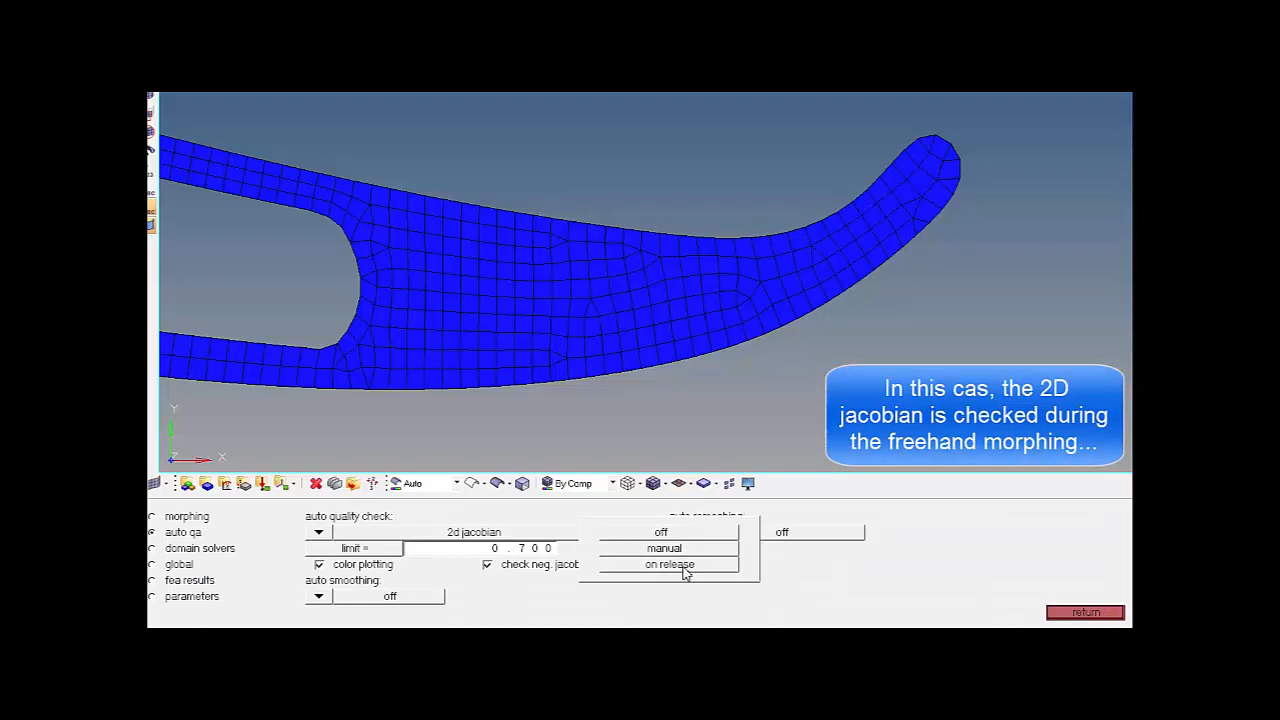 Y
Z
X
In this cas, the 2D
jacobian is checked during
the freehand morphing...
Auto
By Comp
morphing
auto quality check:
auto qa
2d jacobian
off
off
domain solvers
limit =
0 . 7 0 0
manual
global
color plotting
check neg. jacob
on release
fea results
auto smoothing:
parameters
off
return